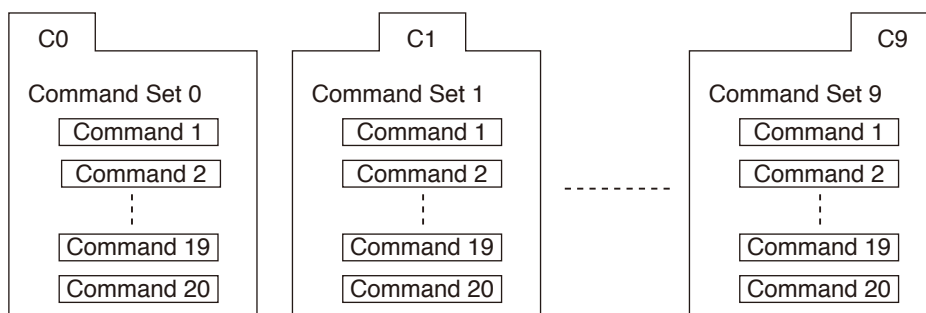 C0
Command Set 0
Command 1
Command 2
Command 19
Command 20
C1
Command Set 1
Command 1
Command 2
Command 19
Command 20
C9
Command Set 9
Command 1
Command 2
Command 19
Command 20